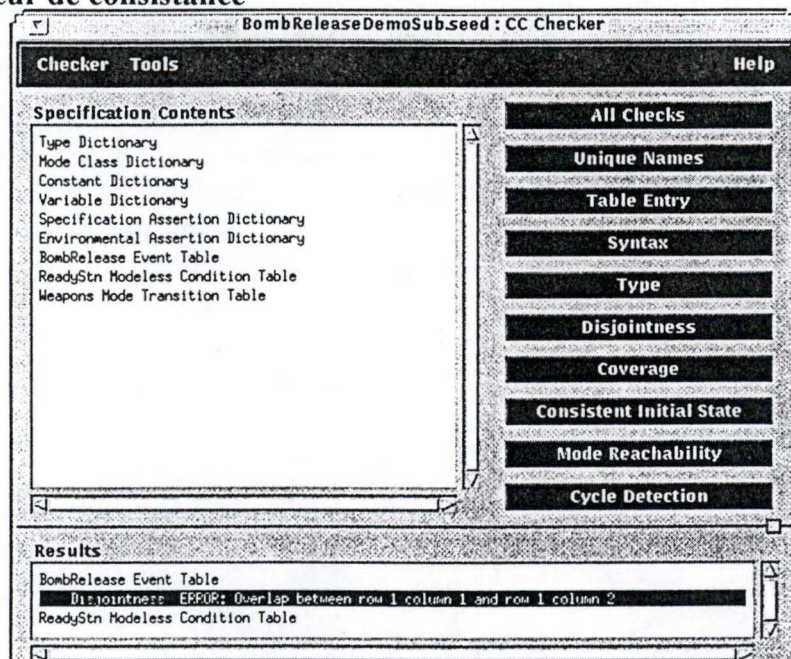 BombReleaseDemoSub.seed : CC Checker
Checker Tools Help
Specification Contents
Type Dictionary
Mode Class Dictionary
Constant Dictionary
Variable Dictionary
Specification Assertion Dictionary
Environmental Assertion Dictionary
BombRelease Event Table
ReadyStn Modeless Condition Table
Weapons Mode Transition Table
All Checks
Unique Names
Table Entry
Syntax
Type
Disjointness
Coverage
Consistent Initial State
Mode Reachability
Cycle Detection
Results
BombRelease Event Table
Disjointness ERROR: Overlap between row 1 column 1 and row 1 column 2
ReadyStn Modeless Condition Table